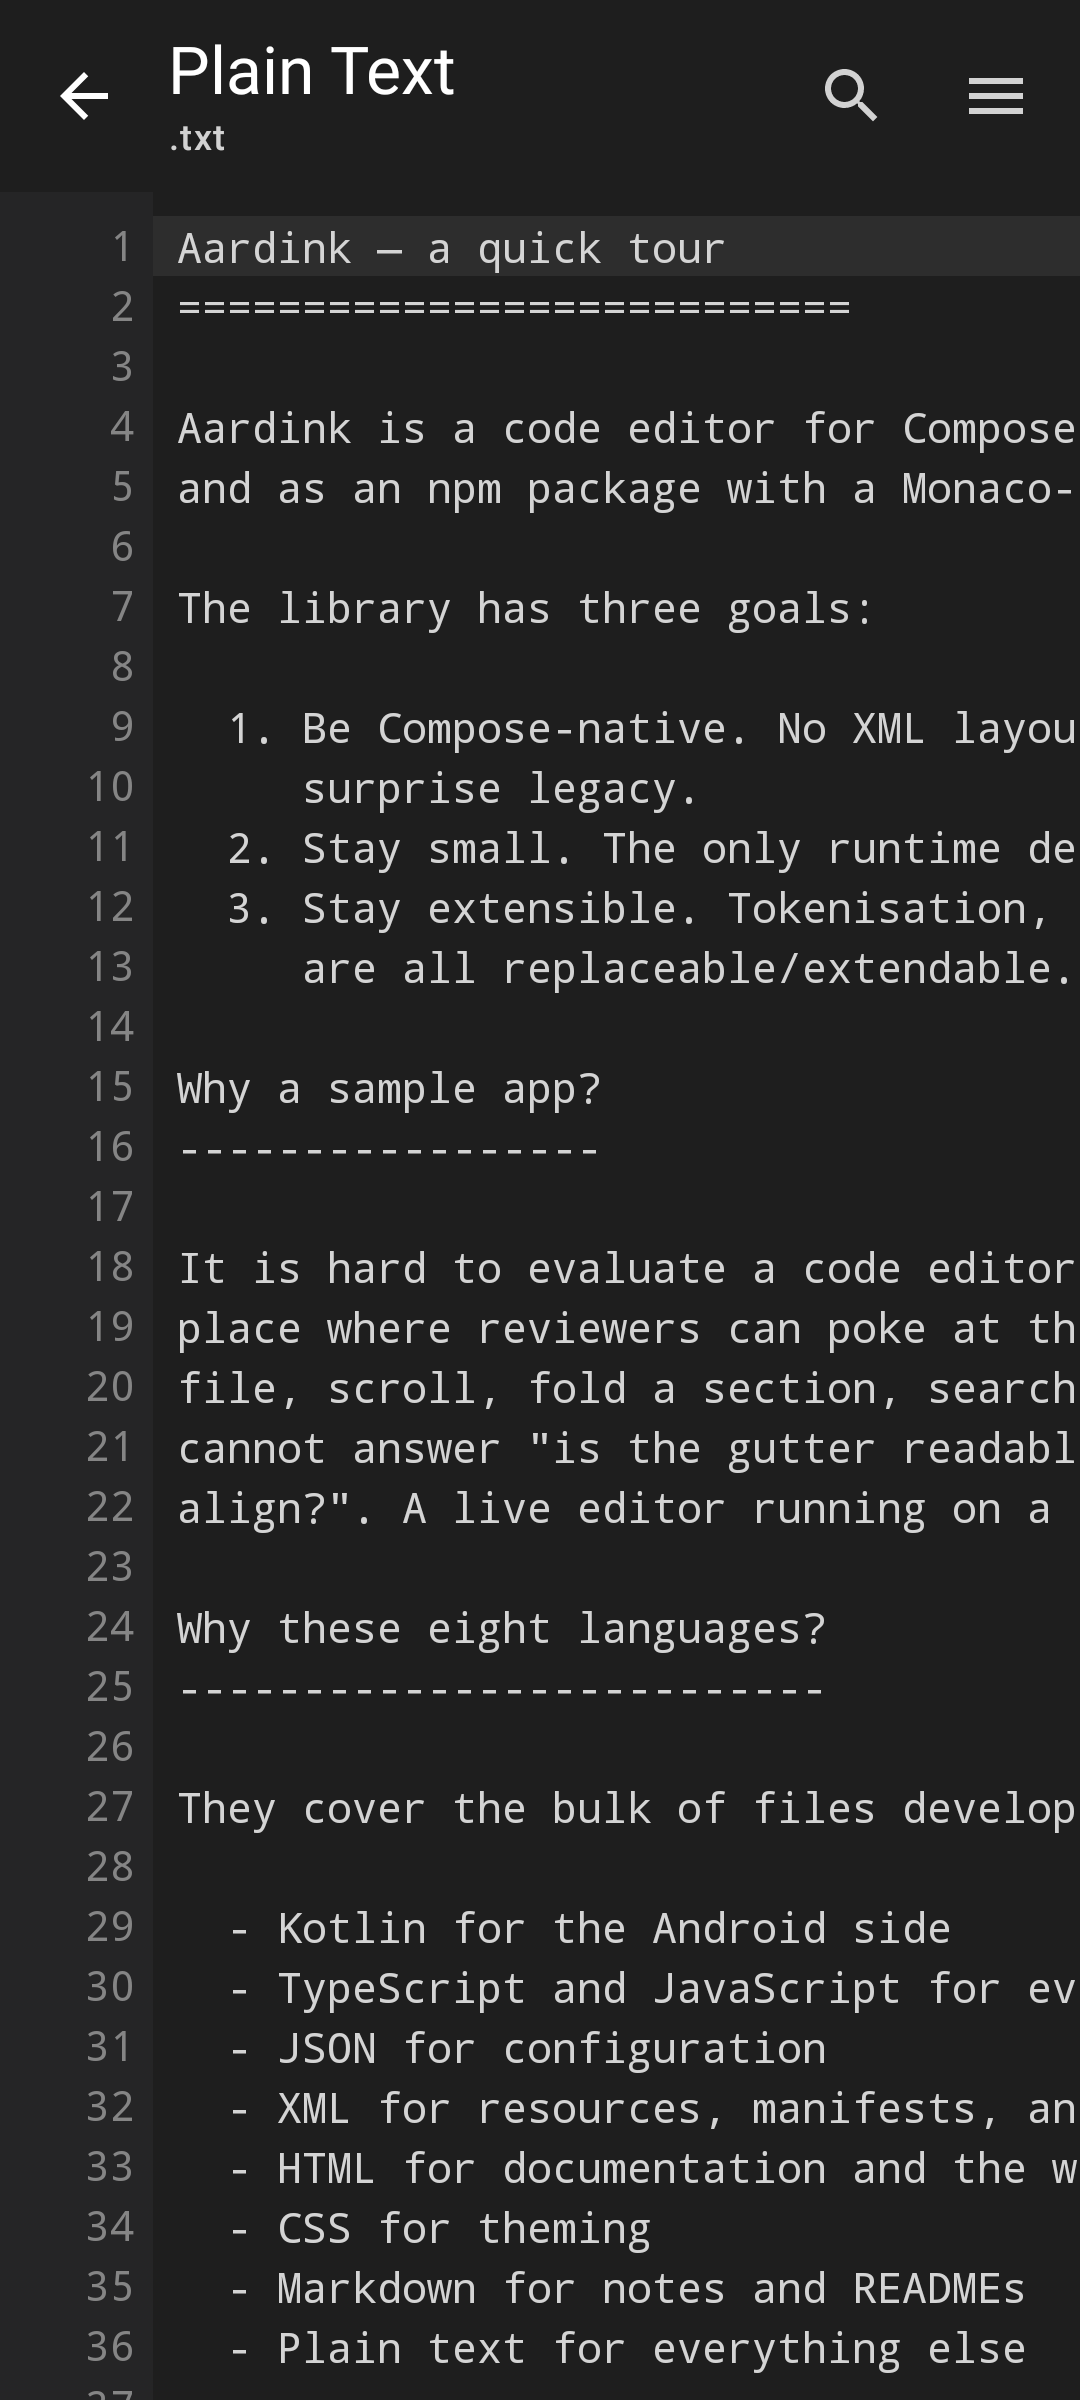 Plain Text
.txt
1 Aardink — a quick tour
2 ===========================
3
4 Aardink is a code editor for Compose
5 and as an npm package with a Monaco-
6
7 The library has three goals:
8
9   1. Be Compose-native. No XML layou
10      surprise legacy.
11   2. Stay small. The only runtime de
12   3. Stay extensible. Tokenisation,
13      are all replaceable/extendable.
14
15 Why a sample app?
16 -----------------
17
18 It is hard to evaluate a code editor
19 place where reviewers can poke at th
20 file, scroll, fold a section, search
21 cannot answer "is the gutter readabl
22 align?". A live editor running on a
23
24 Why these eight languages?
25 --------------------------
26
27 They cover the bulk of files develop
28
29   - Kotlin for the Android side
30   - TypeScript and JavaScript for ev
31   - JSON for configuration
32   - XML for resources, manifests, an
33   - HTML for documentation and the w
34   - CSS for theming
35   - Markdown for notes and READMEs
36   - Plain text for everything else
37